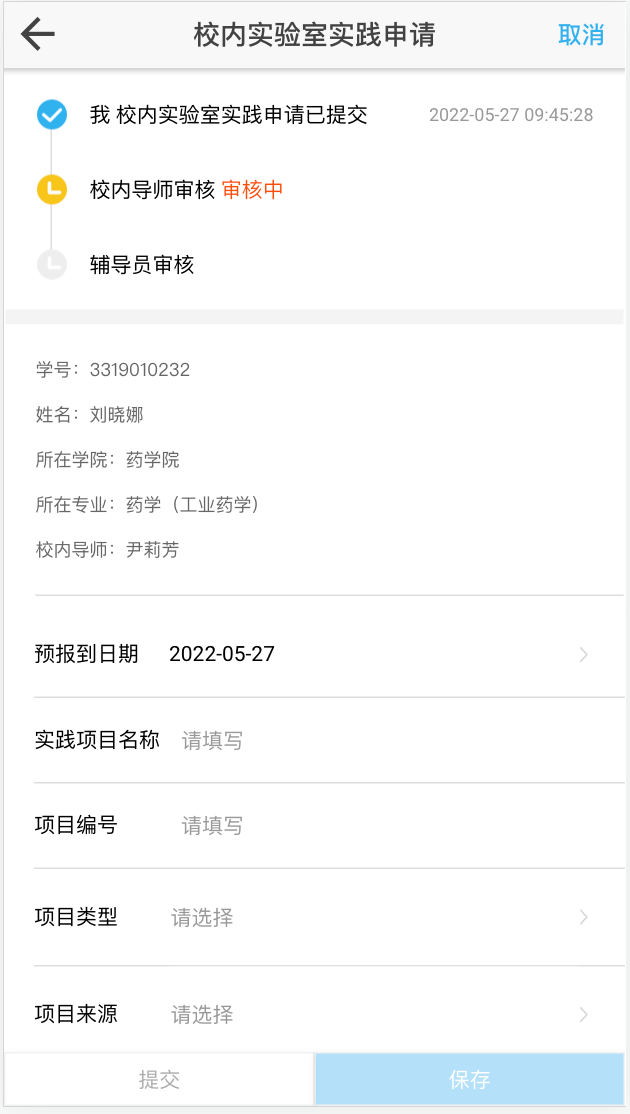 校内实验室实践申请 取消
我 校内实验室实践申请已提交 2022-05-27 09:45:28
校内导师审核 审核中
辅导员审核
学号：3319010232
姓名：刘晓娜
所在学院：药学院
所在专业：药学（工业药学）
校内导师：尹莉芳
预报到日期 2022-05-27
实践项目名称 请填写
项目编号 请填写
项目类型 请选择
项目来源 请选择
提交 保存